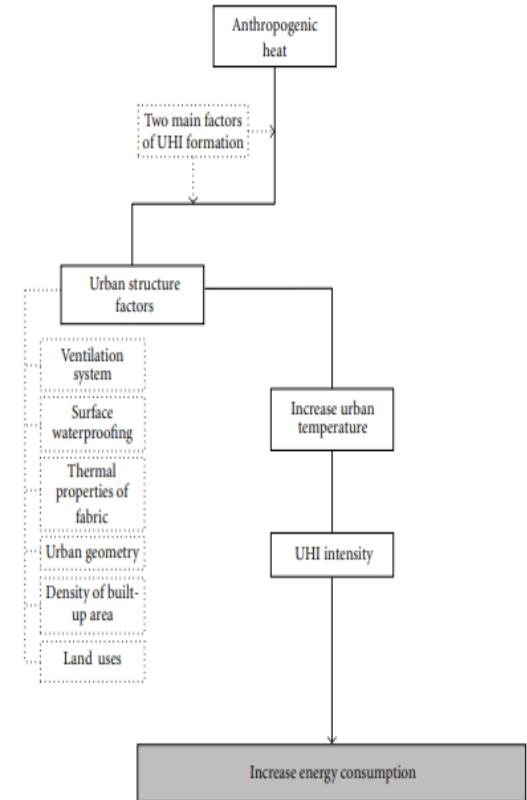 Anthropogenic
heat
Two main factors
of UHI formation
Urban structure
factors
Ventilation
system
Surface
waterproofing
Thermal
properties of
fabric
Urban geometry
Density of built-
up area
Land uses
Increase urban
temperature
UHI intensity
Increase energy consumption